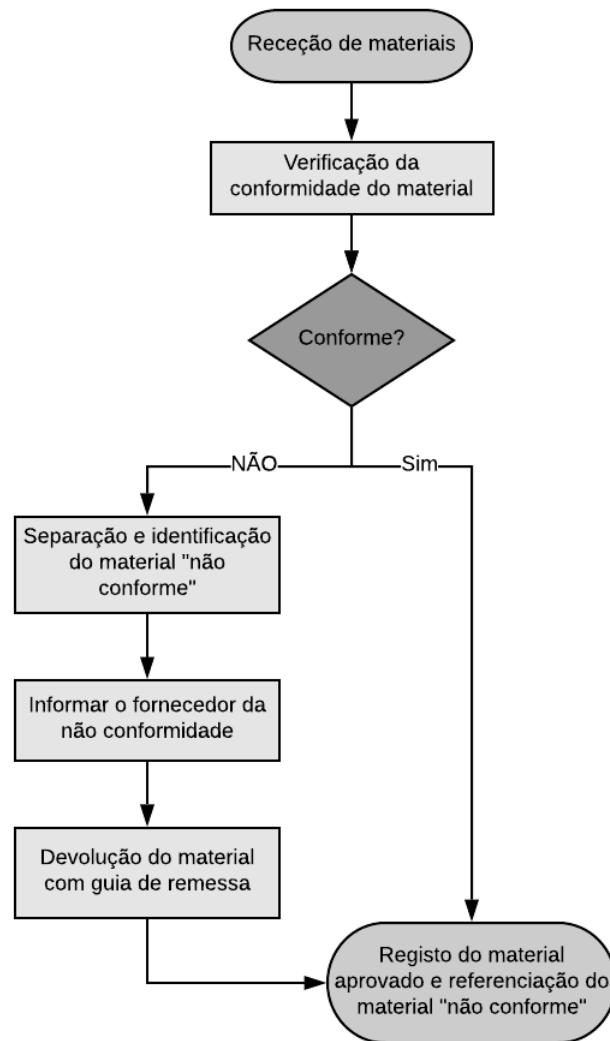 Receção de materiais
Verificação da
conformidade do material
Conforme?
NÃO
Sim
Separação e identificação
do material "não
conforme"
Informar o fornecedor da
não conformidade
Devolução do material
com guia de remessa
Registo do material
aprovado e referenciação do
material "não conforme"